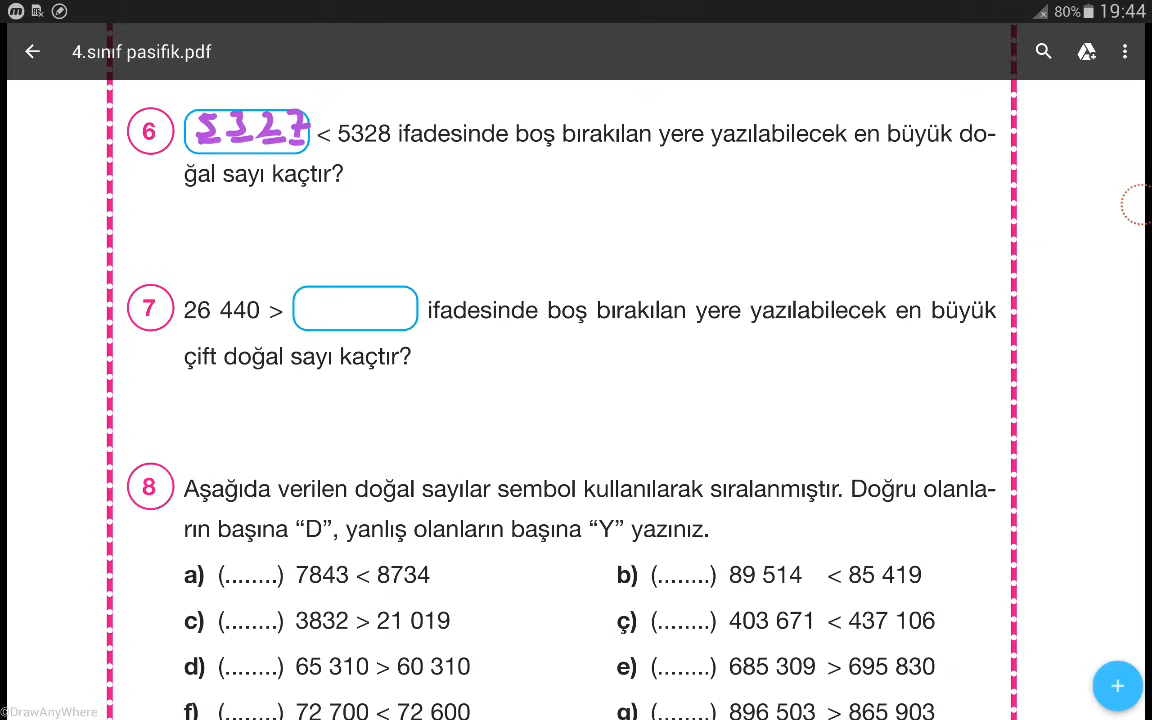 80% 19:44
4.sınıf pasifik.pdf
6 5327 < 5328 ifadesinde boş bırakılan yere yazılabilecek en büyük do-
ğal sayı kaçtır?
7 26 440 > ifadesinde boş bırakılan yere yazılabilecek en büyük
çift doğal sayı kaçtır?
8 Aşağıda verilen doğal sayılar sembol kullanılarak sıralanmıştır. Doğru olanla-
rın başına “D”, yanlış olanların başına “Y” yazınız.
a) (........) 7843 < 8734 b) (........) 89 514 < 85 419
c) (........) 3832 > 21 019 ç) (........) 403 671 < 437 106
d) (........) 65 310 > 60 310 e) (........) 685 309 > 695 830
f) (........) 72 700 < 72 600 g) (........) 896 503 > 865 903
©DrawAnyWhere